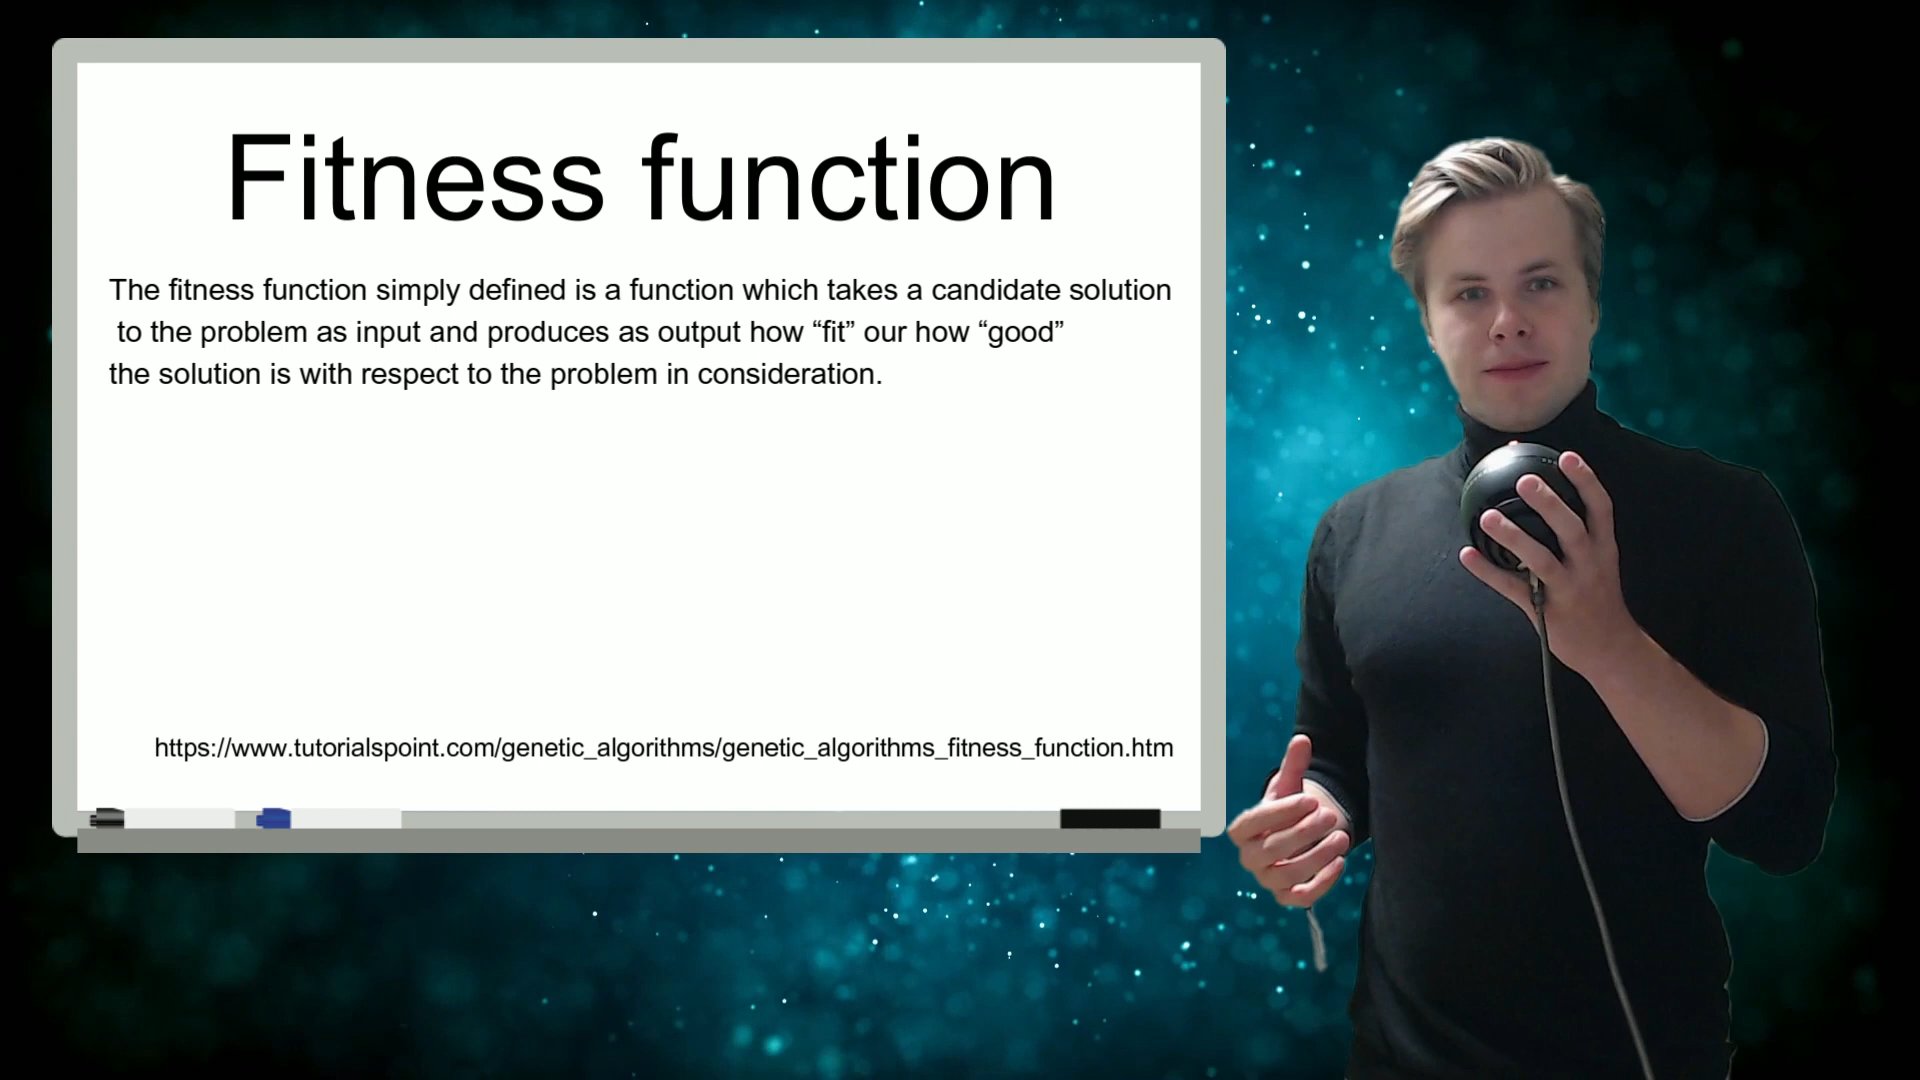 Fitness function
The fitness function simply defined is a function which takes a candidate solution
to the problem as input and produces as output how “fit” our how “good”
the solution is with respect to the problem in consideration.
https://www.tutorialspoint.com/genetic_algorithms/genetic_algorithms_fitness_function.htm